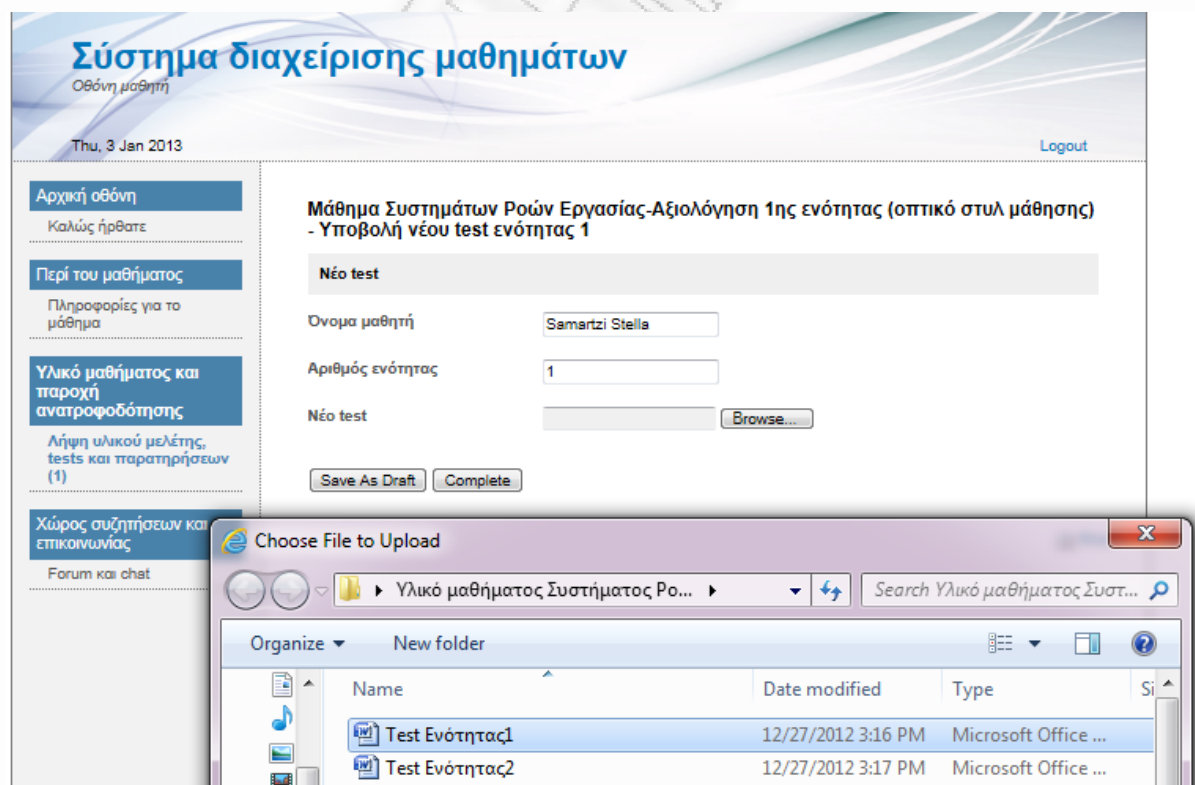 Σύστημα διαχείρισης μαθημάτων
Οθόνη μαθητή
Thu, 3 Jan 2013
Logout
Αρχική οθόνη
Καλώς ήρθατε
Περί του μαθήματος
Πληροφορίες για το
μάθημα
Υλικό μαθήματος και
παροχή
ανατροφοδότησης
Λήψη υλικού μελέτης,
tests και παρατηρήσεων
(1)
Χώρος συζητήσεων και
επικοινωνίας
Forum και chat
Μάθημα Συστημάτων Ροών Εργασίας-Αξιολόγηση 1ης ενότητας (οπτικό στυλ μάθησης)
- Υποβολή νέου test ενότητας 1
Νέο test
Όνομα μαθητή
Samartzi Stella
Αριθμός ενότητας
1
Νέο test
Browse...
Save As Draft
Complete
Choose File to Upload
Υλικό μαθήματος Συστήματος Ρο...
Search Υλικό μαθήματος Συστ...
Organize
New folder
Name Date modified Type Si
Test Ενότητας1 12/27/2012 3:16 PM Microsoft Office ...
Test Ενότητας2 12/27/2012 3:17 PM Microsoft Office ...